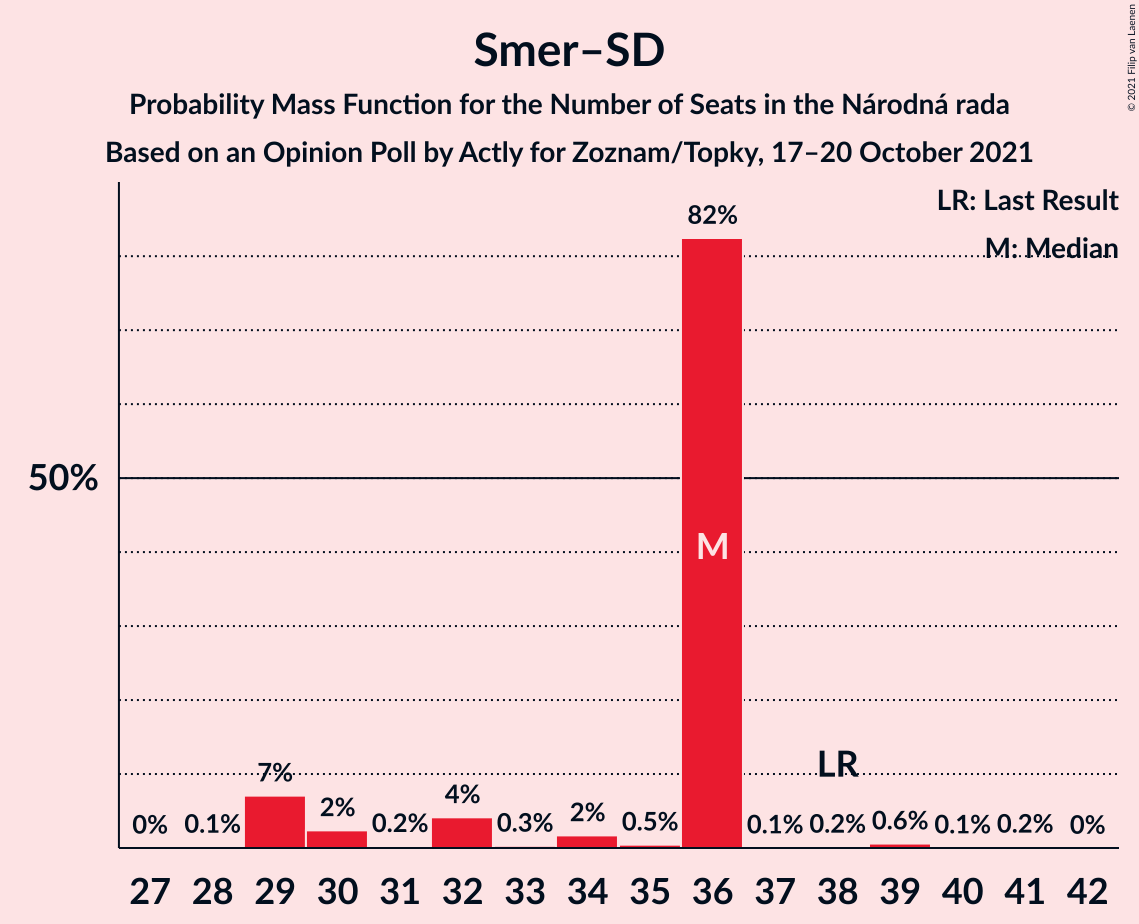 Smer–SD
Probability Mass Function for the Number of Seats in the Národná rada
Based on an Opinion Poll by Actly for Zoznam/Topky, 17–20 October 2021
© 2021 Filip van Laenen
LR: Last Result
M: Median
50%
0% 0.1% 7% 2% 0.2% 4% 0.3% 2% 0.5% 82% 0.1% 0.2% 0.6% 0.1% 0.2% 0%
M
LR
27 28 29 30 31 32 33 34 35 36 37 38 39 40 41 42